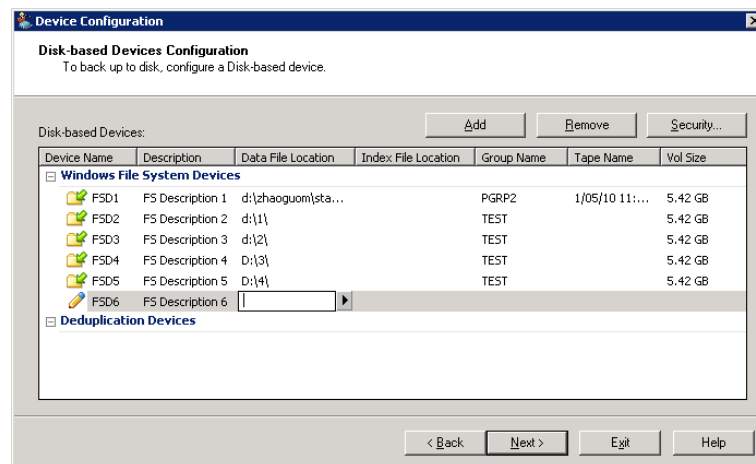 Device Configuration
Disk-based Devices Configuration
To back up to disk, configure a Disk-based device.
Disk-based Devices: Add Remove Security...
Device Name Description Data File Location Index File Location Group Name Tape Name Vol Size
Windows File System Devices
FSD1 FS Description 1 d:\zhaoguom\sta... PGRP2 1/05/10 11:... 5.42 GB
FSD2 FS Description 2 d:\1\ TEST 5.42 GB
FSD3 FS Description 3 d:\2\ TEST 5.42 GB
FSD4 FS Description 4 D:\3\ TEST 5.42 GB
FSD5 FS Description 5 D:\4\ TEST 5.42 GB
FSD6 FS Description 6
Deduplication Devices
< Back Next > Exit Help